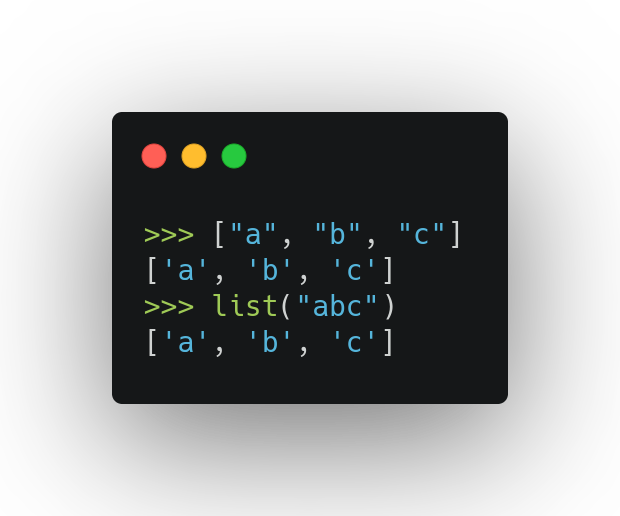 >>> ["a", "b", "c"]
['a', 'b', 'c']
>>> list("abc")
['a', 'b', 'c']